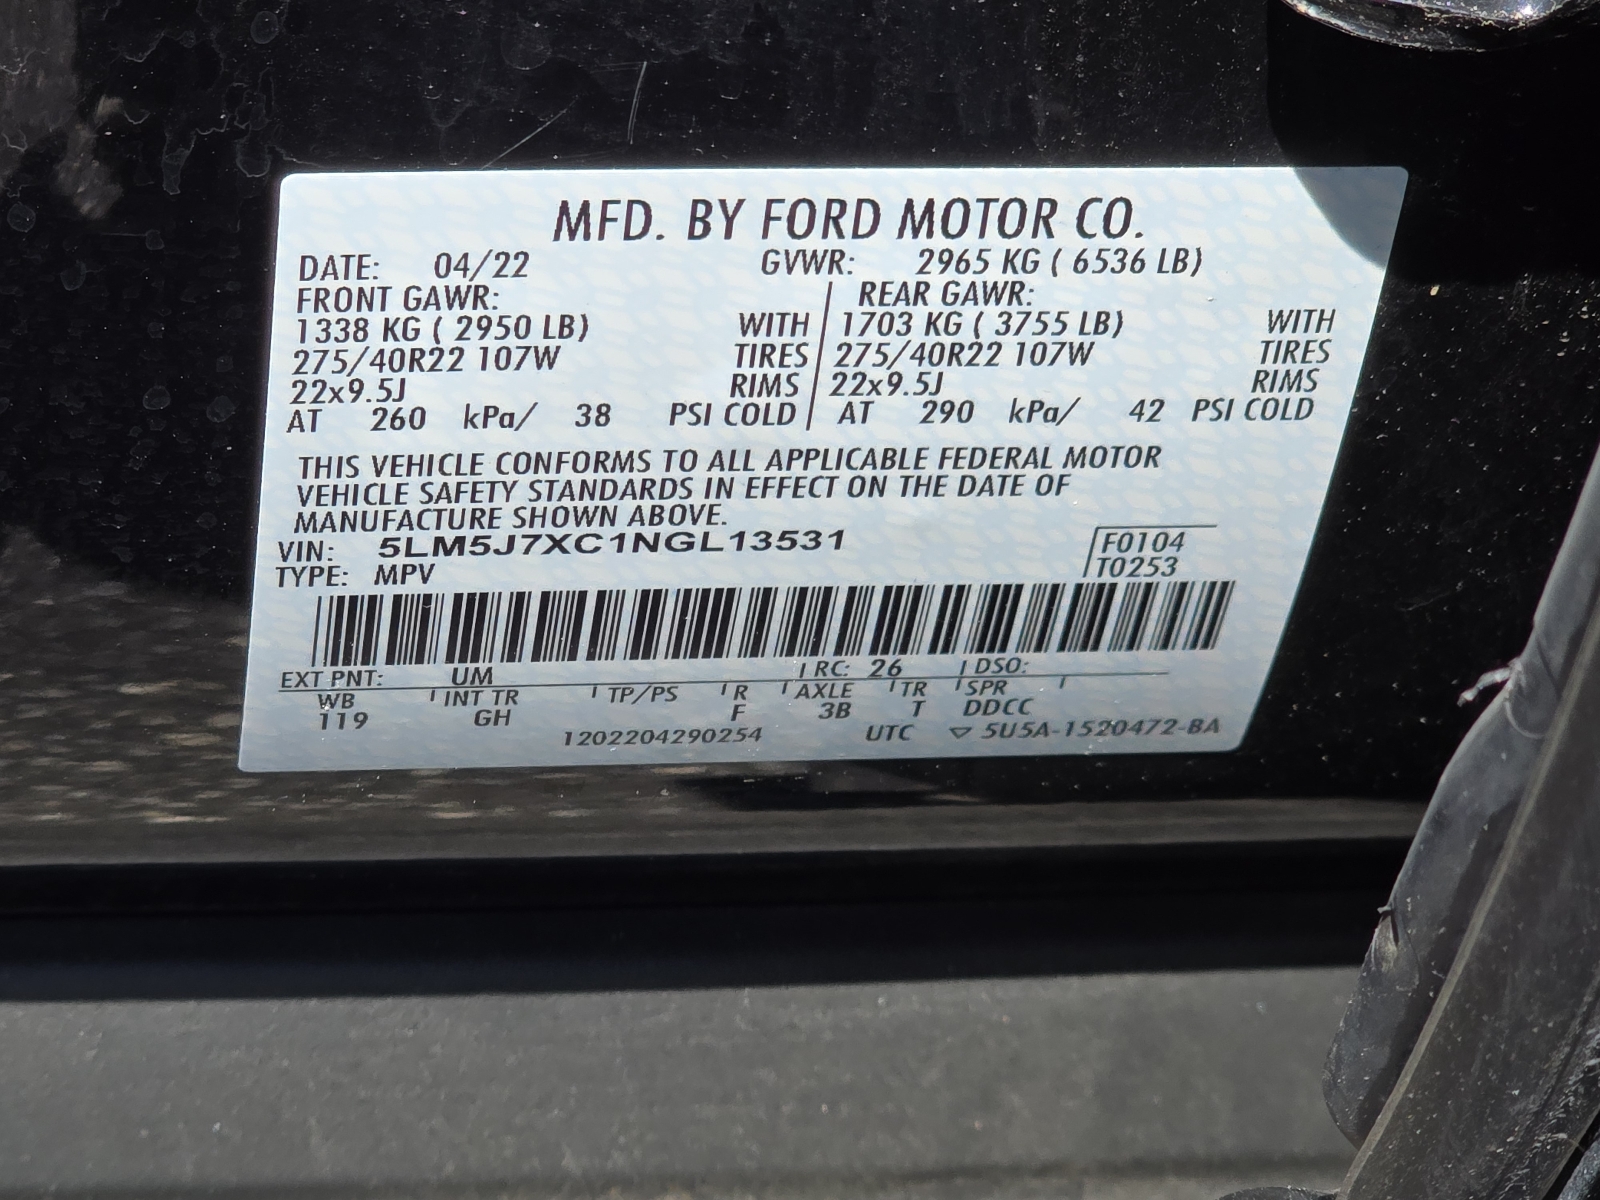 MFD. BY FORD MOTOR CO.
DATE: 04/22 GVWR: 2965 KG ( 6536 LB)
FRONT GAWR: REAR GAWR:
1338 KG ( 2950 LB) WITH 1703 KG ( 3755 LB) WITH
275/40R22 107W TIRES 275/40R22 107W TIRES
22x9.5J RIMS 22x9.5J RIMS
AT 260 kPa/ 38 PSI COLD AT 290 kPa/ 42 PSI COLD
THIS VEHICLE CONFORMS TO ALL APPLICABLE FEDERAL MOTOR
VEHICLE SAFETY STANDARDS IN EFFECT ON THE DATE OF
MANUFACTURE SHOWN ABOVE.
VIN: 5LM5J7XC1NGL13531 F0104
TYPE: MPV T0253
EXT PNT: UM RC: 26 DSO:
WB INT TR TP/PS R AXLE TR SPR
119 GH F 3B T DDCC
1202204290254 UTC ▽ 5U5A-1520472-BA